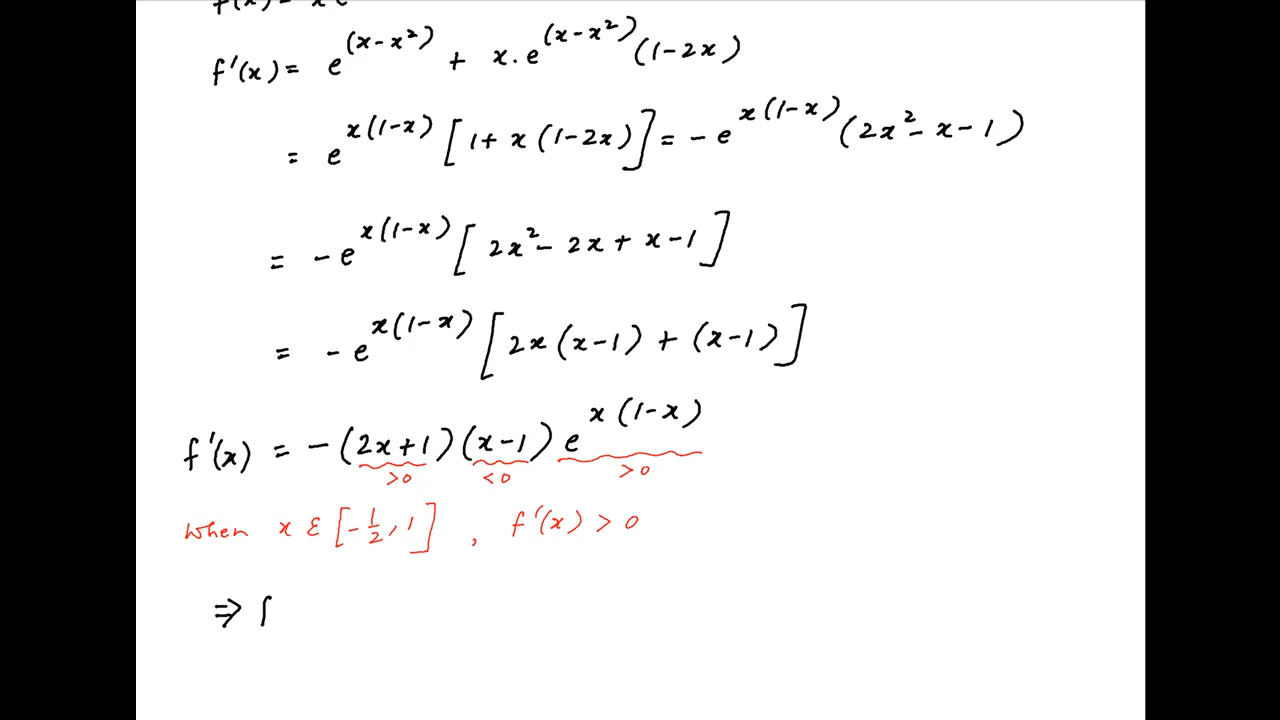 f(x) = x e
f'(x) = e^(x-x²) + x . e^(x-x²) (1-2x)
= e^x(1-x) [1+ x (1-2x)] = - e^x(1-x) (2x² - x - 1)
= - e^x(1-x) [2x² - 2x + x - 1]
= - e^x(1-x) [2x (x-1) + (x-1)]
f'(x) = - (2x+1) (x-1) e^x(1-x)
>0 <0 >0
when x ε [-1/2, 1] , f'(x) > 0
⇒ f